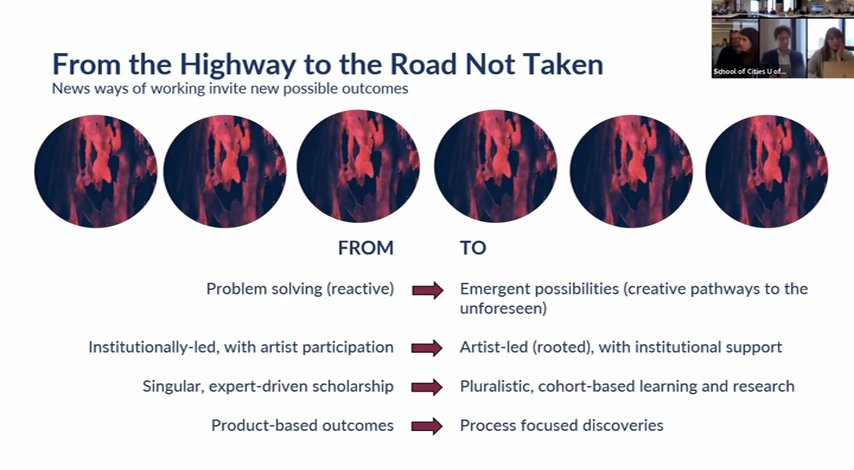 From the Highway to the Road Not Taken
News ways of working invite new possible outcomes
School of Cities U of...
FROM
TO
Problem solving (reactive)
Emergent possibilities (creative pathways to the
unforeseen)
Institutionally-led, with artist participation
Artist-led (rooted), with institutional support
Singular, expert-driven scholarship
Pluralistic, cohort-based learning and research
Product-based outcomes
Process focused discoveries